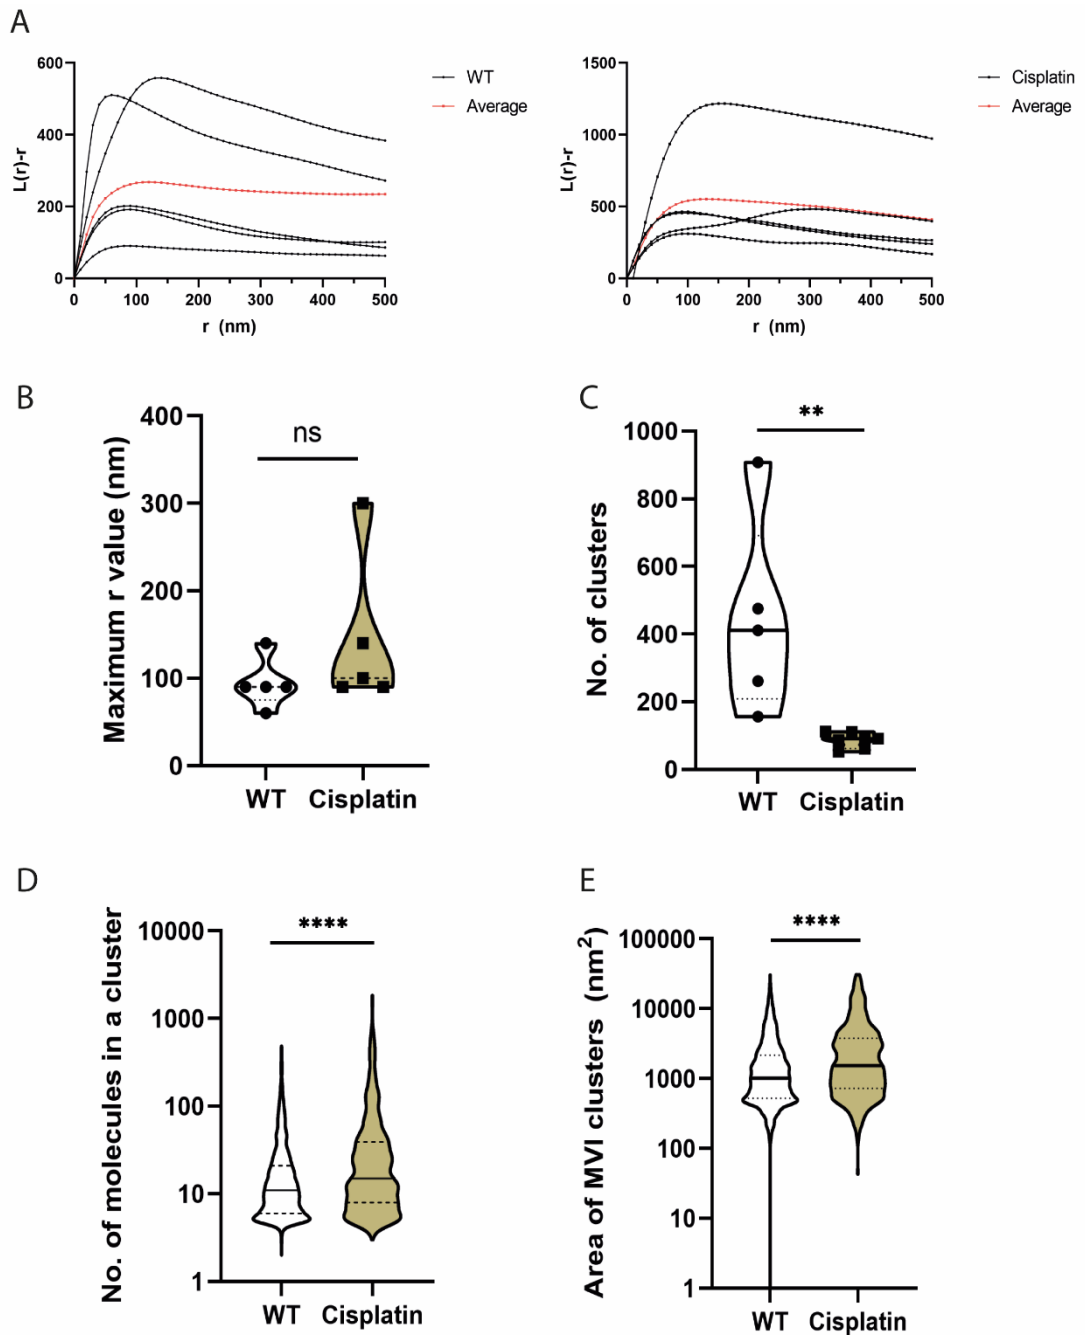 A
600
400
200
0
L(r)-r
0 100 200 300 400 500
r (nm)
WT
Average
1500
1000
500
0
L(r)-r
0 100 200 300 400 500
r (nm)
Cisplatin
Average
B
400
300
200
100
0
Maximum r value (nm)
ns
WT Cisplatin
C
1000
800
600
400
200
0
No. of clusters
**
WT Cisplatin
D
10000
1000
100
10
1
No. of molecules in a cluster
****
WT Cisplatin
E
100000
10000
1000
100
10
1
Area of MVI clusters (nm²)
****
WT Cisplatin